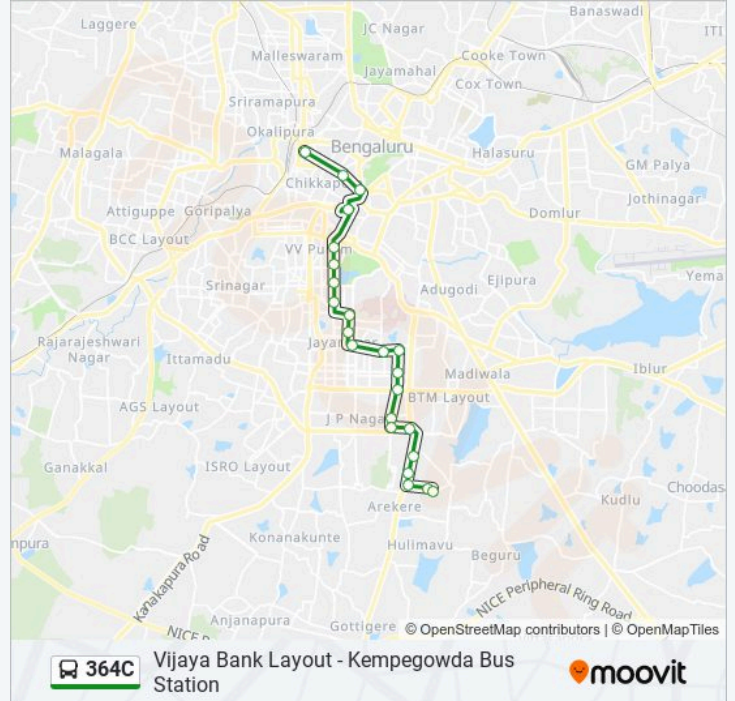 Laggere
Banaswadi
JC Nagar
ITI
Malleswaram
Cooke Town
Jayamahal
Cox Town
Sriramapura
Okalipura
Bengaluru
Malagala
Halasuru
GM Palya
Chikkap
Jothinagar
Attiguppe
Goripalya
Domlur
BCC Layout
VV Pu m
Yema
Srinagar
Ejipura
Adugodi
Rajarajeshwari
Nagar
Jayan
Ittamadu
Iblur
Madiwala
AGS Layout
BTM Layout
J P Naga
Ganakkal
ISRO Layout
Choodas
Kudlu
Arekere
Konanakunte
mpura
Hulimavu
Beguru
Kanakapura Road
NICE Peripheral Ring Road
Anjanapura
Gottigere
NICE P
© OpenStreetMap contributors | © OpenMapTiles
364C
Vijaya Bank Layout - Kempegowda Bus
Station
moovit